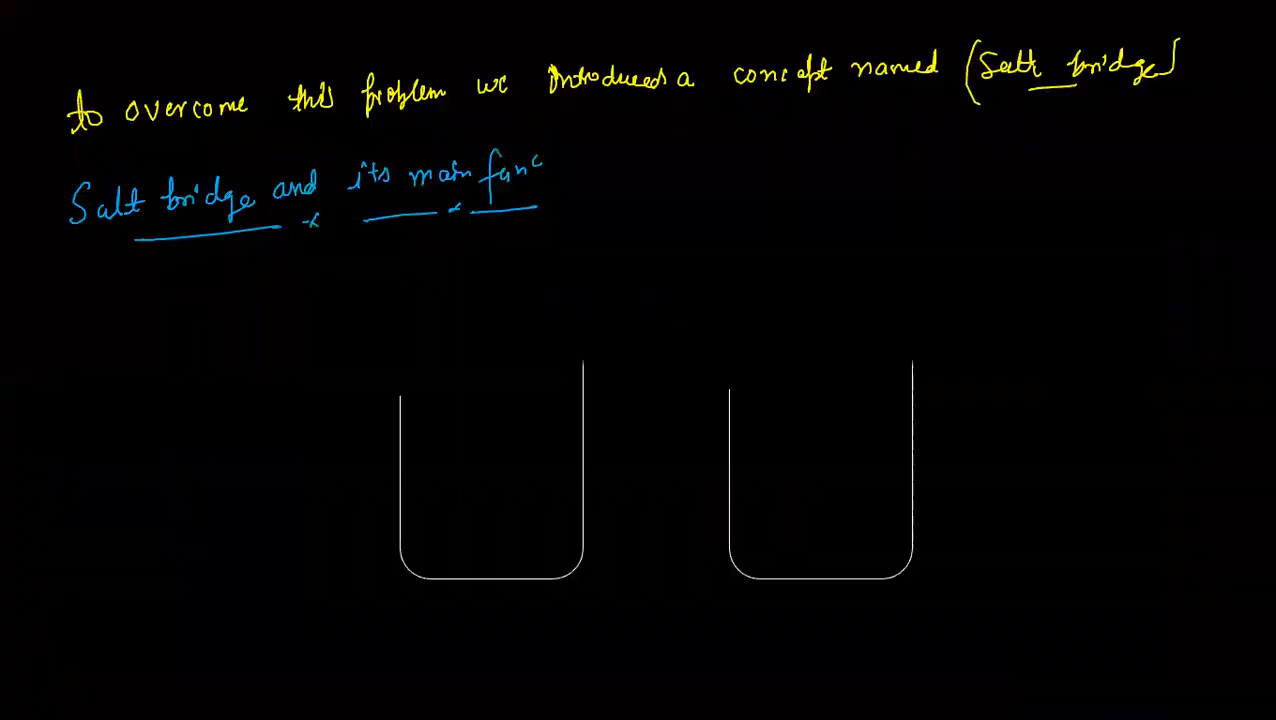 to overcome this problem we introduced a concept named (Salt bridge)
Salt bridge and its main func